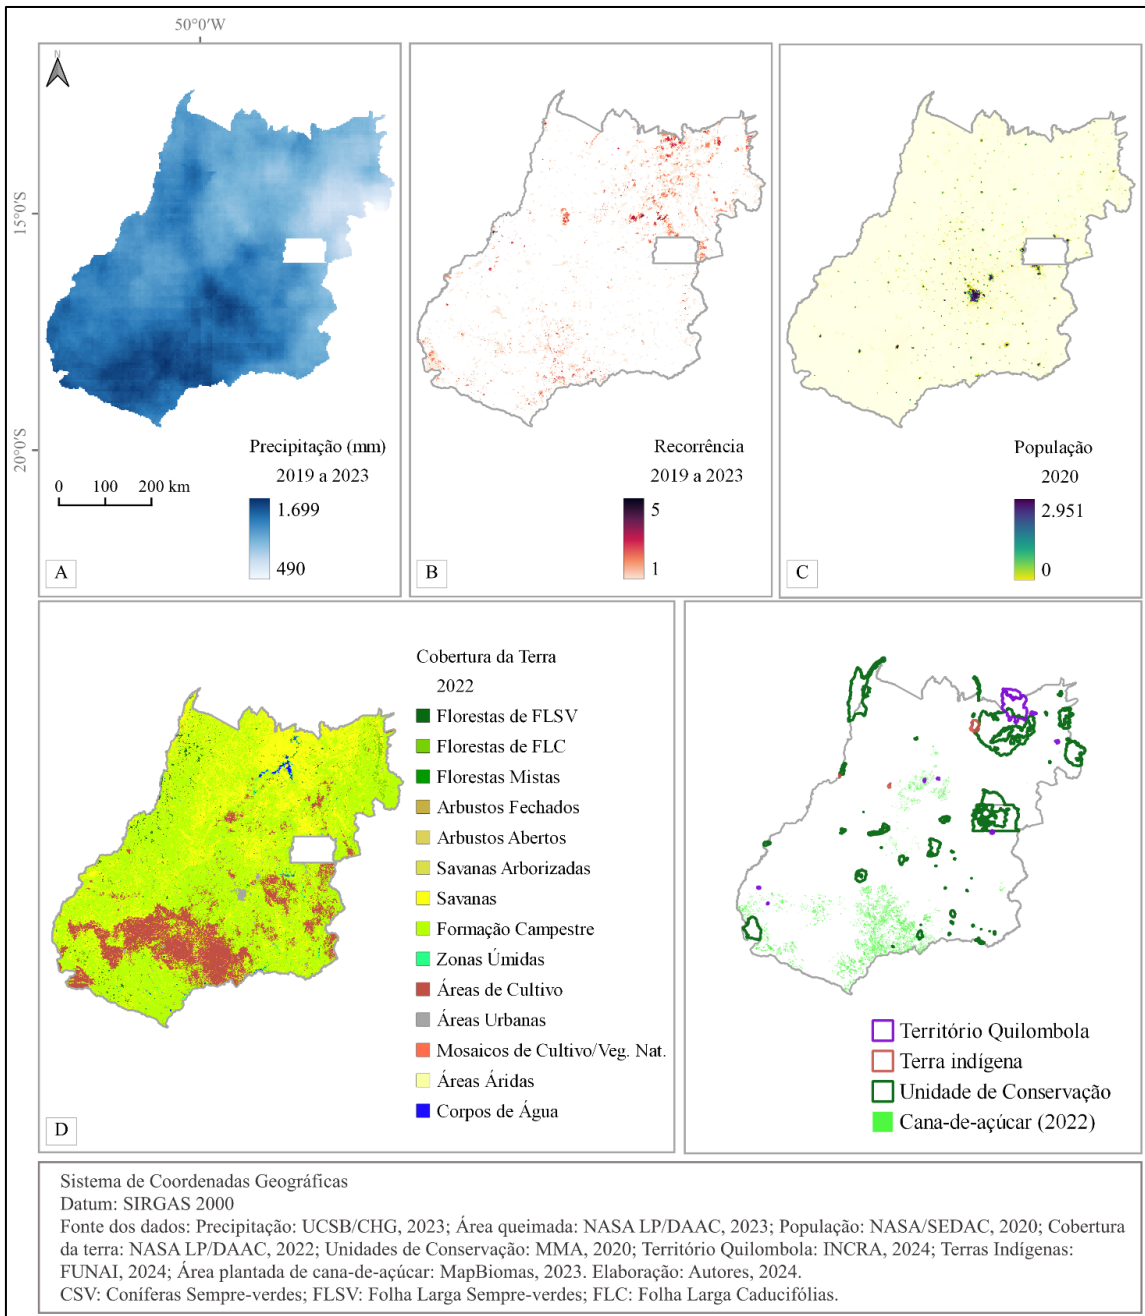 50°0′W
N
15°0′S
20°0′S
0 100 200 km
Precipitação (mm)
2019 a 2023
1.699
490
A
Recorrência
2019 a 2023
5
1
B
População
2020
2.951
0
C
Cobertura da Terra
2022
Florestas de FLSV
Florestas de FLC
Florestas Mistas
Arbustos Fechados
Arbustos Abertos
Savanas Arborizadas
Savanas
Formação Campestre
Zonas Úmidas
Áreas de Cultivo
Áreas Urbanas
Mosaicos de Cultivo/Veg. Nat.
Áreas Áridas
Corpos de Água
D
Território Quilombola
Terra indígena
Unidade de Conservação
Cana-de-açúcar (2022)
Sistema de Coordenadas Geográficas
Datum: SIRGAS 2000
Fonte dos dados: Precipitação: UCSB/CHG, 2023; Área queimada: NASA LP/DAAC, 2023; População: NASA/SEDAC, 2020; Cobertura
da terra: NASA LP/DAAC, 2022; Unidades de Conservação: MMA, 2020; Território Quilombola: INCRA, 2024; Terras Indígenas:
FUNAI, 2024; Área plantada de cana-de-açúcar: MapBiomas, 2023. Elaboração: Autores, 2024.
CSV: Coníferas Sempre-verdes; FLSV: Folha Larga Sempre-verdes; FLC: Folha Larga Caducifólias.